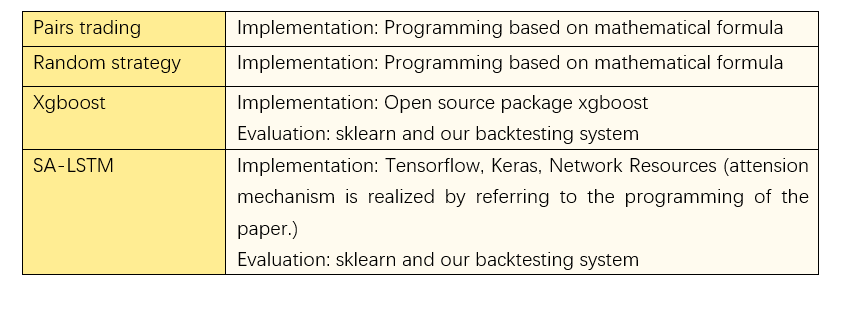 Pairs trading
Implementation: Programming based on mathematical formula
Random strategy
Implementation: Programming based on mathematical formula
Xgboost
Implementation: Open source package xgboost
Evaluation: sklearn and our backtesting system
SA-LSTM
Implementation: Tensorflow, Keras, Network Resources (attension
mechanism is realized by referring to the programming of the
paper.)
Evaluation: sklearn and our backtesting system